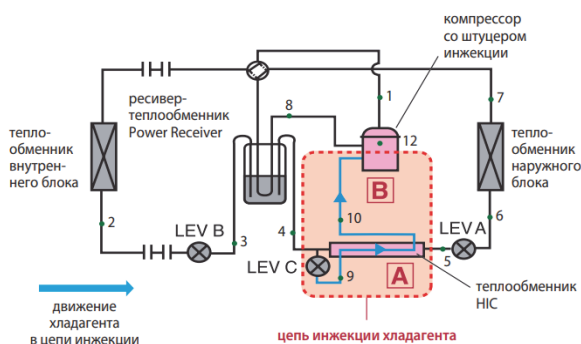 компрессор
со штуцером
инжекции
ресивер-
теплообменник
Power Receiver
8
1
7
12
тепло-
обменник
внутрен-
него блока
тепло-
обменник
наружного
блока
B
10
2
6
LEV B
3
4
LEV A
5
LEV C
9
A
теплообменник
HIC
движение
хладагента
в цепи инжекции
цепь инжекции хладагента